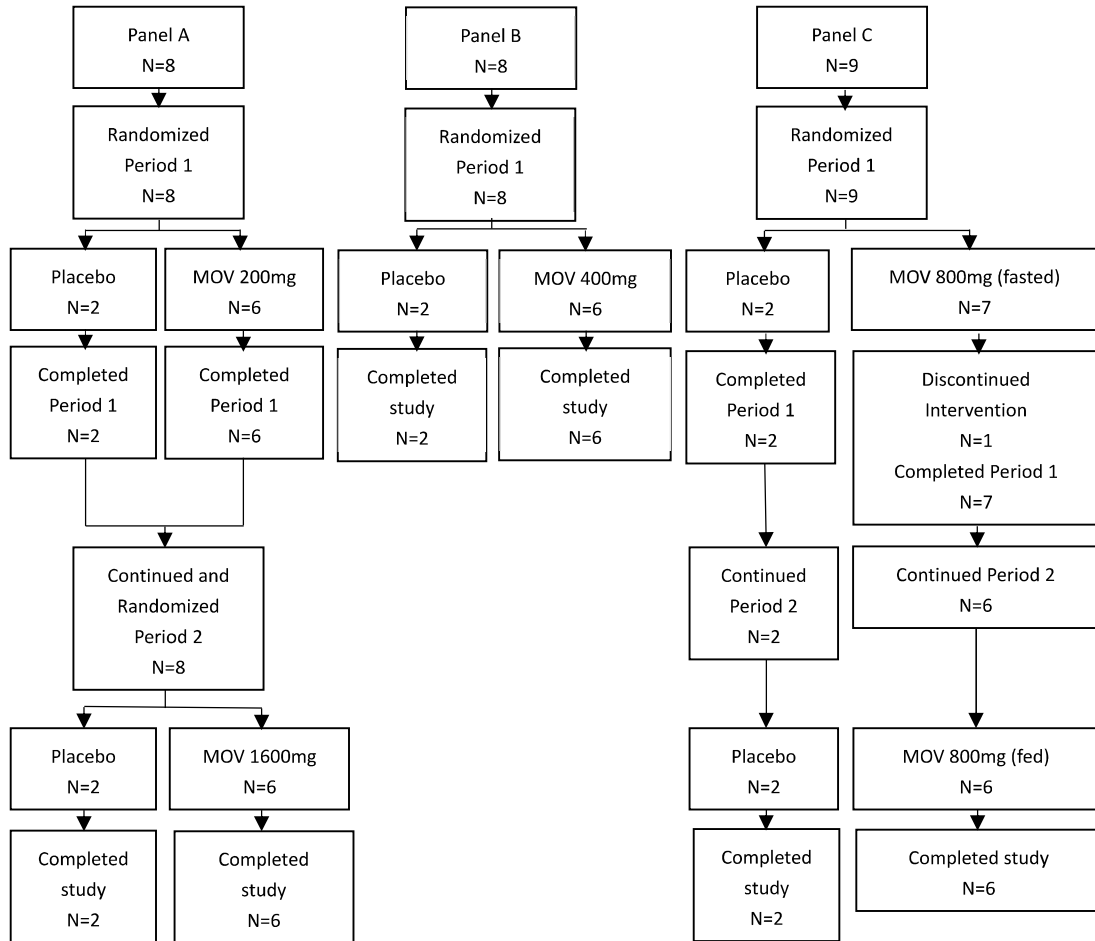 Panel A
N=8
Panel B
N=8
Panel C
N=9
Randomized
Period 1
N=8
Randomized
Period 1
N=8
Randomized
Period 1
N=9
Placebo
N=2
MOV 200mg
N=6
Placebo
N=2
MOV 400mg
N=6
Placebo
N=2
MOV 800mg (fasted)
N=7
Completed
Period 1
N=2
Completed
Period 1
N=6
Completed
study
N=2
Completed
study
N=6
Completed
Period 1
N=2
Discontinued
Intervention
N=1
Completed Period 1
N=7
Continued and
Randomized
Period 2
N=8
Continued
Period 2
N=2
Continued Period 2
N=6
Placebo
N=2
MOV 1600mg
N=6
Placebo
N=2
MOV 800mg (fed)
N=6
Completed
study
N=2
Completed
study
N=6
Completed
study
N=2
Completed study
N=6